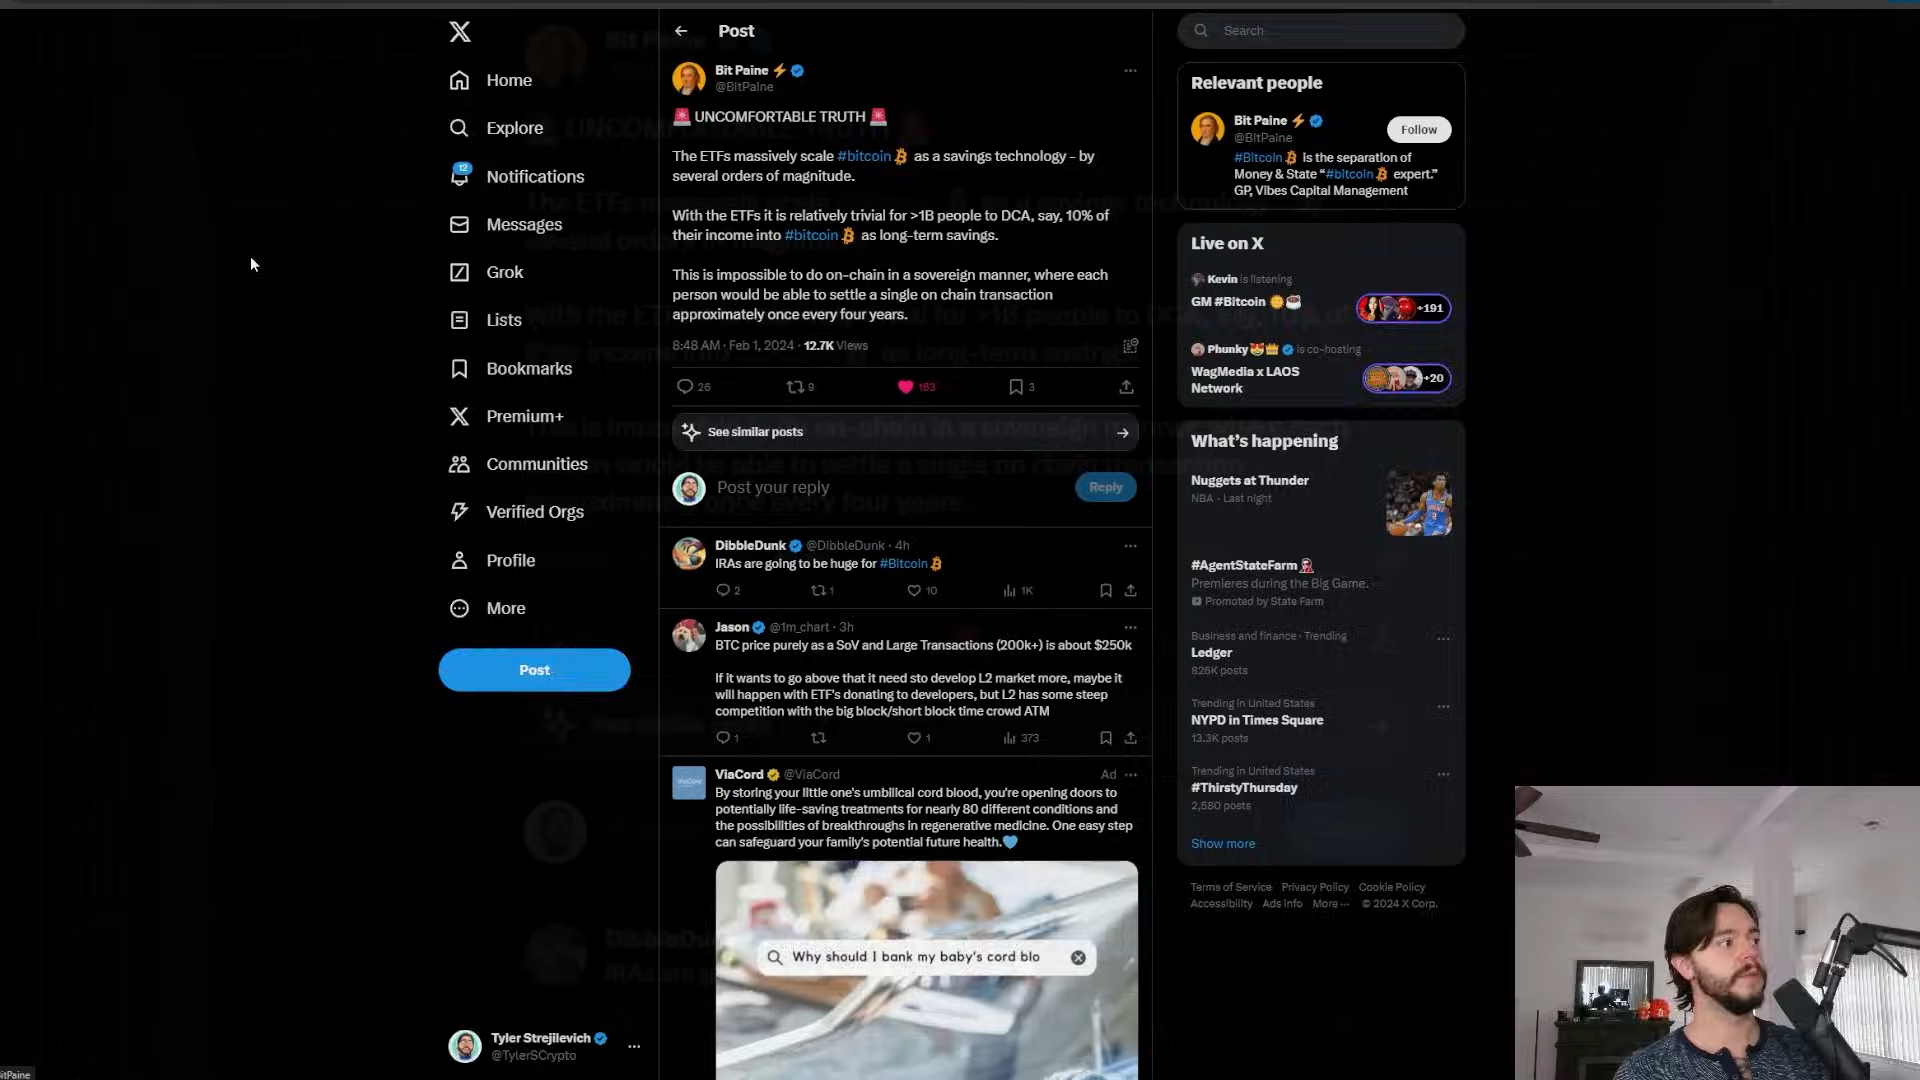 Home
Explore
12
Notifications
Messages
Grok
Lists
Bookmarks
Premium+
Communities
Verified Orgs
Profile
More
Post
Tyler Strejilevich
@TylerSCrypto
Post
Bit Paine
@BitPaine
UNCOMFORTABLE TRUTH
The ETFs massively scale #bitcoin as a savings technology - by
several orders of magnitude.
With the ETFs it is relatively trivial for >1B people to DCA, say, 10% of
their income into #bitcoin as long-term savings.
This is impossible to do on-chain in a sovereign manner, where each
person would be able to settle a single on chain transaction
approximately once every four years.
8:48 AM · Feb 1, 2024 · 12.7K Views
26 9 163 3
See similar posts
Post your reply
Reply
DibbleDunk @DibbleDunk · 4h
IRAs are going to be huge for #Bitcoin
2 1 10 1K
Jason @1m_chart · 3h
BTC price purely as a SoV and Large Transactions (200k+) is about $250k
If it wants to go above that it need sto develop L2 market more, maybe it
will happen with ETF's donating to developers, but L2 has some steep
competition with the big block/short block time crowd ATM
1 1 373
ViaCord @ViaCord
Ad
By storing your little one's umbilical cord blood, you're opening doors to
potentially life-saving treatments for nearly 80 different conditions and
the possibilities of breakthroughs in regenerative medicine. One easy step
can safeguard your family's potential future health.
Why should I bank my baby's cord blo
Search
Relevant people
Bit Paine
@BitPaine
Follow
#Bitcoin is the separation of
Money & State "#bitcoin expert."
GP, Vibes Capital Management
Live on X
Kevin is listening
GM #Bitcoin
+191
Phunky is co-hosting
WagMedia x LAOS
Network
+20
What's happening
Nuggets at Thunder
NBA · Last night
#AgentStateFarm
Premieres during the Big Game.
Promoted by State Farm
Business and finance · Trending
Ledger
826K posts
Trending in United States
NYPD in Times Square
13.3K posts
Trending in United States
#ThirstyThursday
2,580 posts
Show more
Terms of Service Privacy Policy Cookie Policy
Accessibility Ads info More ··· © 2024 X Corp.